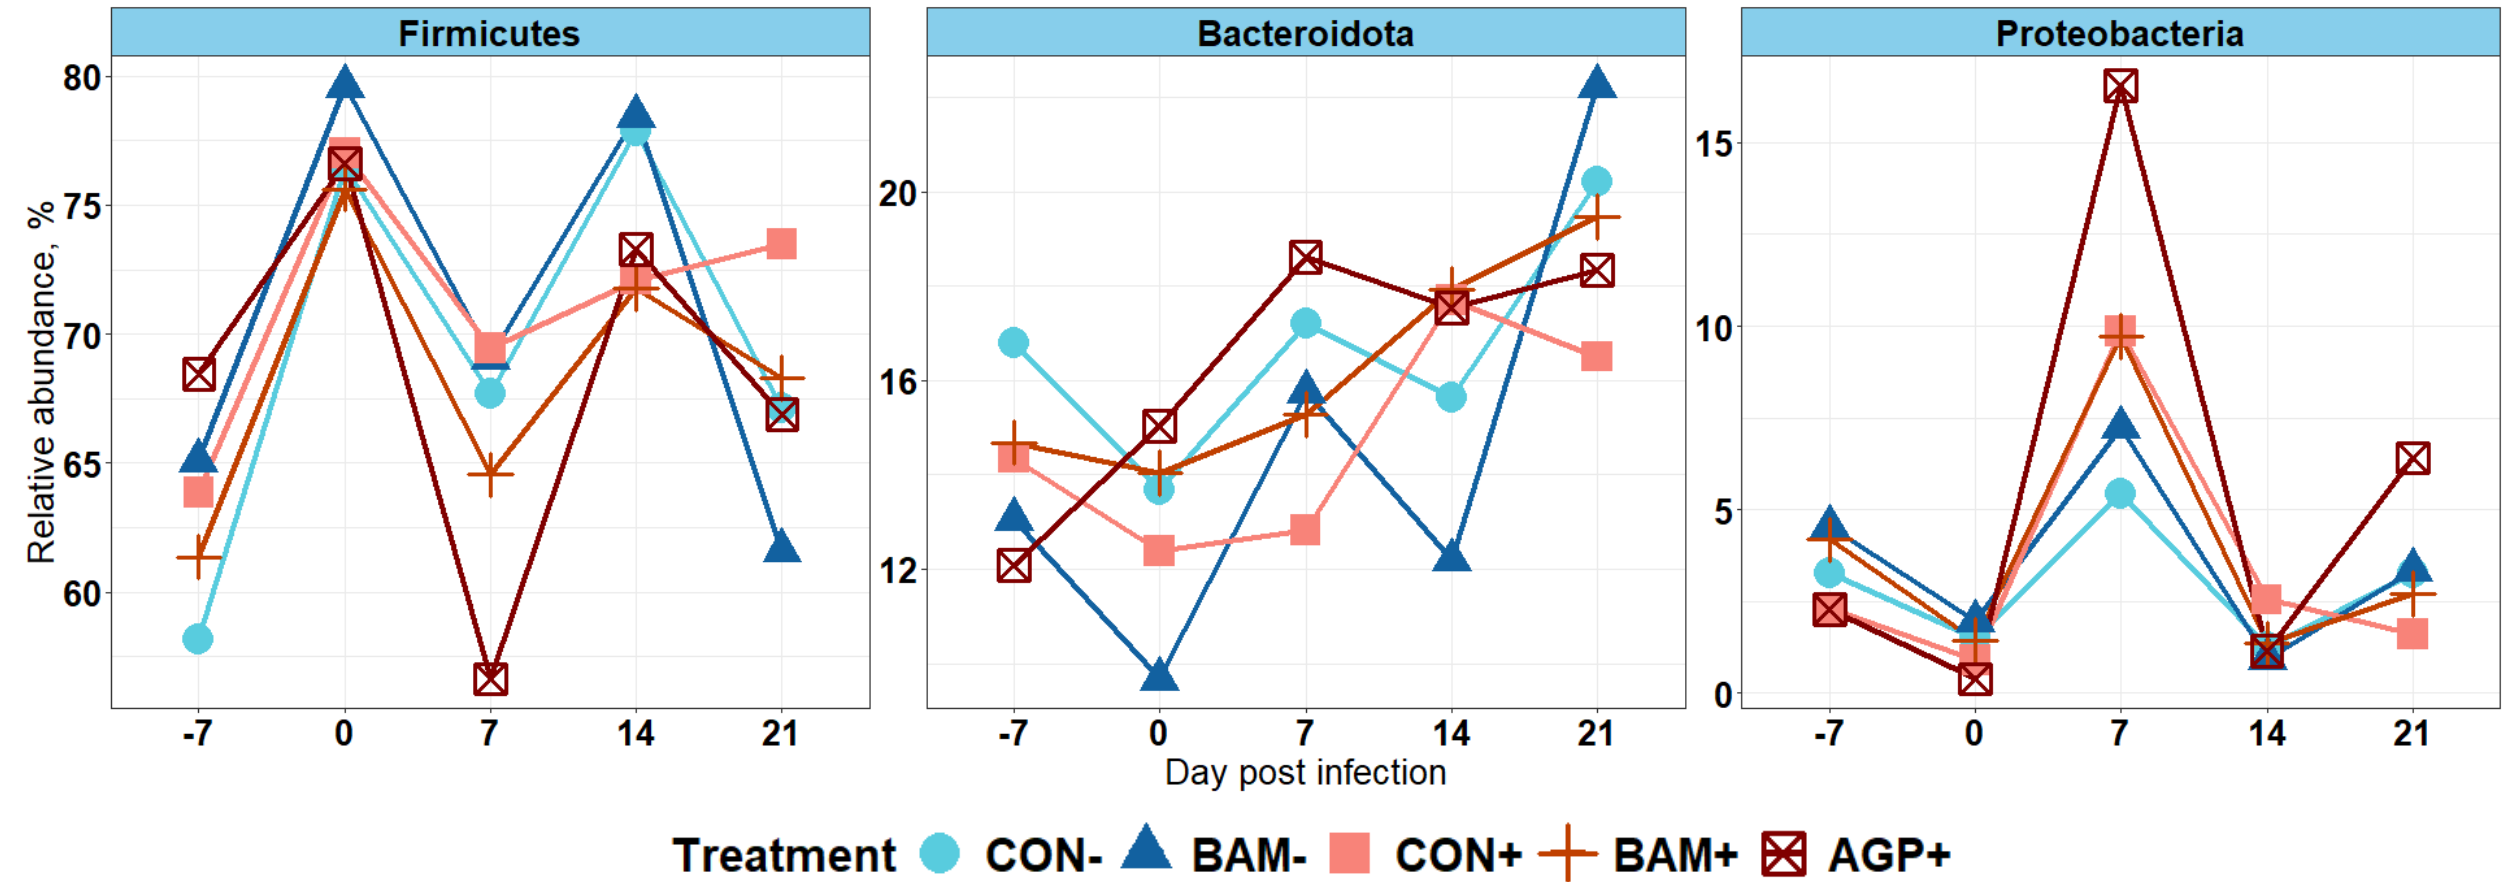 Firmicutes Bacteroidota Proteobacteria
Relative abundance, %
80
75
70
65
60
20
16
12
15
10
5
0
-7 0 7 14 21 -7 0 7 14 21 -7 0 7 14 21
Day post infection
Treatment CON- BAM- CON+ BAM+ AGP+